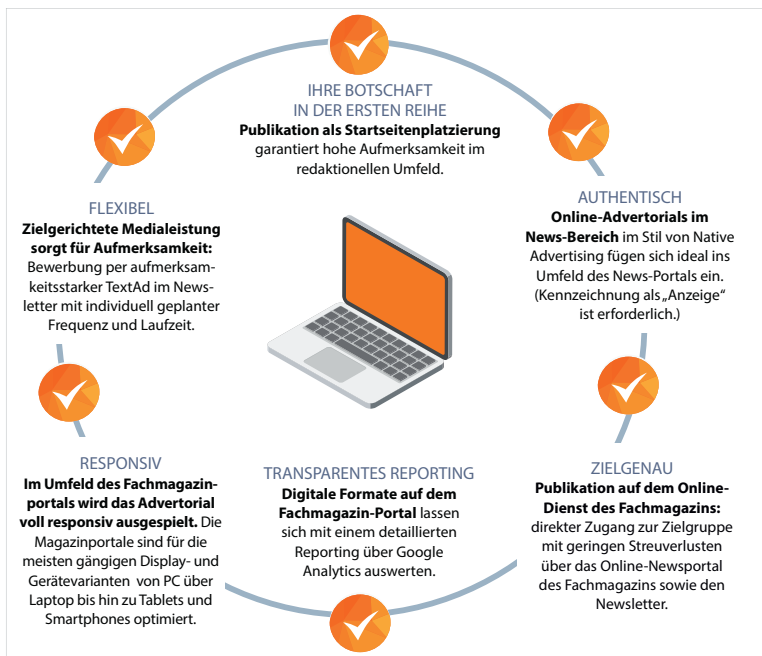 IHRE BOTSCHAFT
IN DER ERSTEN REIHE
Publikation als Startseitenplatzierung
garantiert hohe Aufmerksamkeit im
redaktionellen Umfeld.
AUTHENTISCH
Online-Advertorials im
News-Bereich im Stil von Native
Advertising fügen sich ideal ins
Umfeld des News-Portals ein.
(Kennzeichnung als „Anzeige“
ist erforderlich.)
ZIELGENAU
Publikation auf dem Online-
Dienst des Fachmagazins:
direkter Zugang zur Zielgruppe
mit geringen Streuverlusten
über das Online-Newsportal
des Fachmagazins sowie den
Newsletter.
TRANSPARENTES REPORTING
Digitale Formate auf dem
Fachmagazin-Portal lassen
sich mit einem detaillierten
Reporting über Google
Analytics auswerten.
RESPONSIV
Im Umfeld des Fachmagazin-
portals wird das Advertorial
voll responsiv ausgespielt. Die
Magazinportale sind für die
meisten gängigen Display- und
Gerätevarianten von PC über
Laptop bis hin zu Tablets und
Smartphones optimiert.
FLEXIBEL
Zielgerichtete Medialeistung
sorgt für Aufmerksamkeit:
Bewerbung per aufmerksam-
keitsstarker TextAd im News-
letter mit individuell geplanter
Frequenz und Laufzeit.